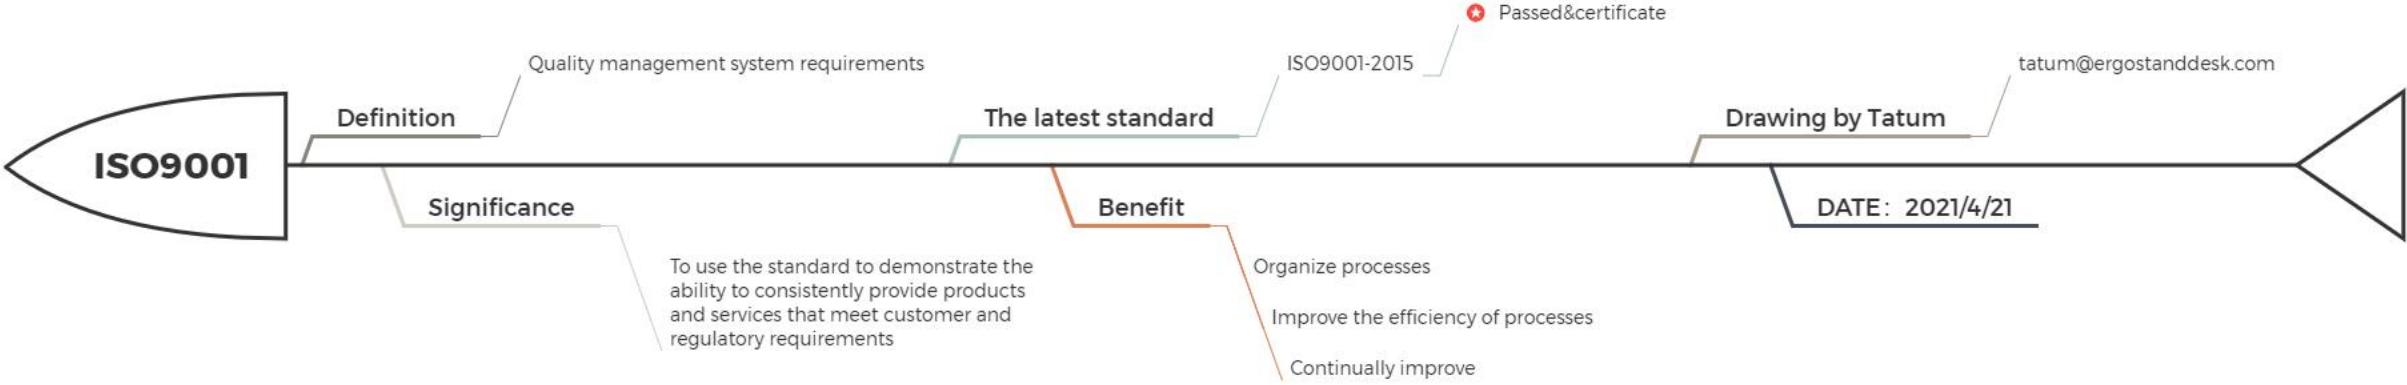 ISO9001
Definition
Quality management system requirements
Significance
To use the standard to demonstrate the
ability to consistently provide products
and services that meet customer and
regulatory requirements
The latest standard
ISO9001-2015
Passed&certificate
Benefit
Organize processes
Improve the efficiency of processes
Continually improve
Drawing by Tatum
tatum@ergostanddesk.com
DATE： 2021/4/21